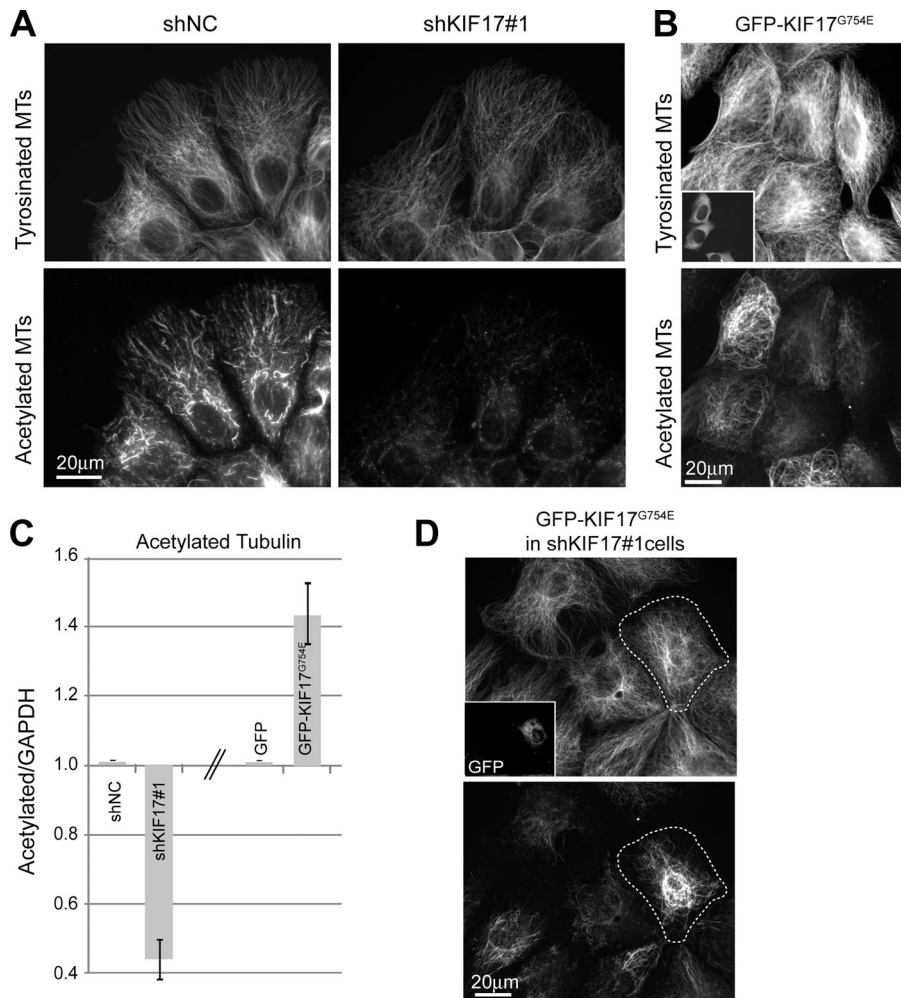 A
shNC
shKIF17#1
Tyrosinated MTs
Acetylated MTs
20μm
B
GFP-KIF17G754E
Tyrosinated MTs
Acetylated MTs
20μm
C
Acetylated Tubulin
Acetylated/GAPDH
1.6
1.4
1.2
1.0
0.8
0.6
0.4
shNC
shKIF17#1
GFP
GFP-KIF17G754E
D
GFP-KIF17G754E
in shKIF17#1cells
GFP
20μm